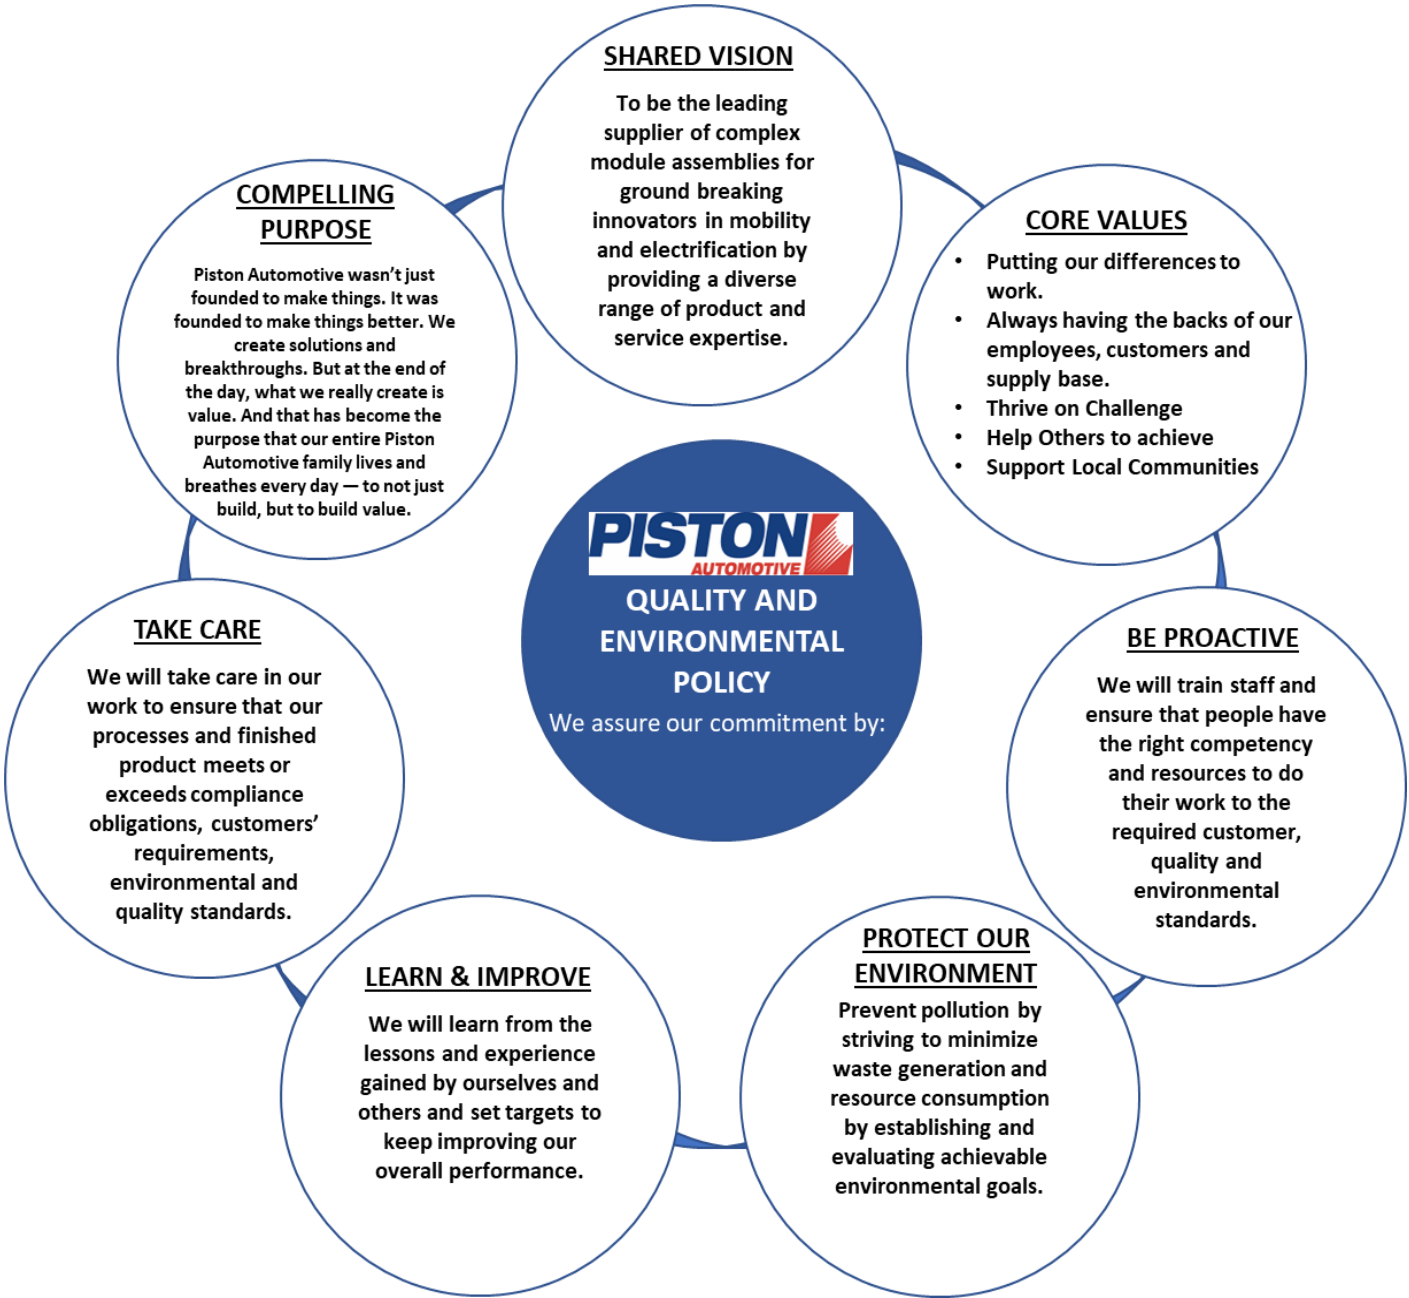 SHARED VISION
To be the leading
supplier of complex
module assemblies for
ground breaking
innovators in mobility
and electrification by
providing a diverse
range of product and
service expertise.
CORE VALUES
• Putting our differences to
work.
• Always having the backs of our
employees, customers and
supply base.
• Thrive on Challenge
• Help Others to achieve
• Support Local Communities
BE PROACTIVE
We will train staff and
ensure that people have
the right competency
and resources to do
their work to the
required customer,
quality and
environmental
standards.
PROTECT OUR
ENVIRONMENT
Prevent pollution by
striving to minimize
waste generation and
resource consumption
by establishing and
evaluating achievable
environmental goals.
LEARN & IMPROVE
We will learn from the
lessons and experience
gained by ourselves and
others and set targets to
keep improving our
overall performance.
TAKE CARE
We will take care in our
work to ensure that our
processes and finished
product meets or
exceeds compliance
obligations, customers’
requirements,
environmental and
quality standards.
COMPELLING
PURPOSE
Piston Automotive wasn’t just
founded to make things. It was
founded to make things better. We
create solutions and
breakthroughs. But at the end of
the day, what we really create is
value. And that has become the
purpose that our entire Piston
Automotive family lives and
breathes every day — to not just
build, but to build value.
PISTON
AUTOMOTIVE
QUALITY AND
ENVIRONMENTAL
POLICY
We assure our commitment by: